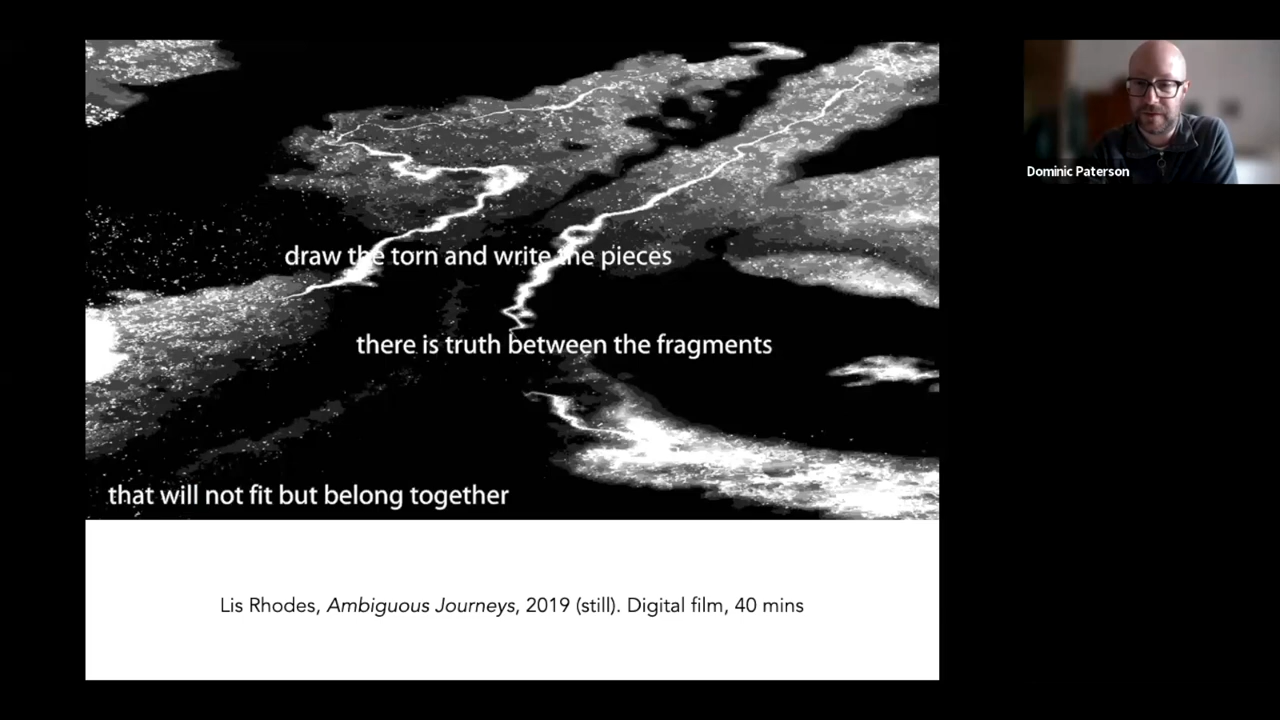 draw the torn and write the pieces
there is truth between the fragments
that will not fit but belong together
Lis Rhodes, Ambiguous Journeys, 2019 (still). Digital film, 40 mins
Dominic Paterson